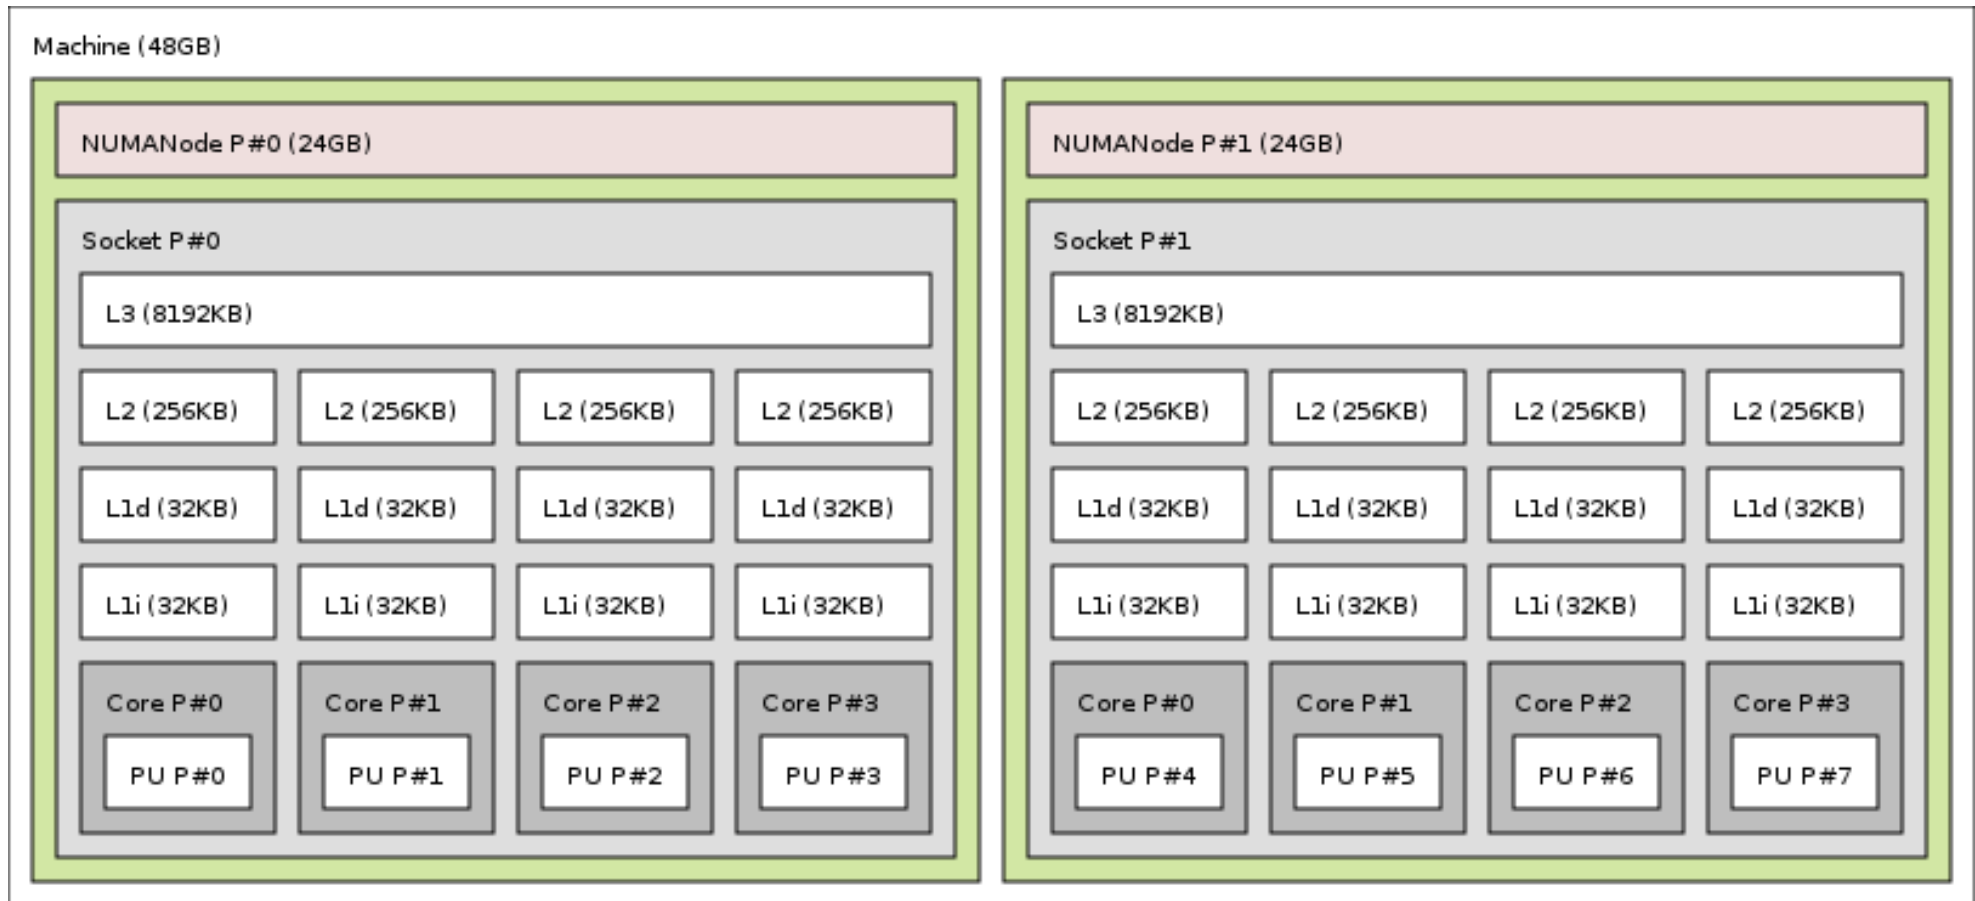 Machine (48GB)
NUMANode P#0 (24GB)
Socket P#0
L3 (8192KB)
L2 (256KB) L2 (256KB) L2 (256KB) L2 (256KB)
L1d (32KB) L1d (32KB) L1d (32KB) L1d (32KB)
L1i (32KB) L1i (32KB) L1i (32KB) L1i (32KB)
Core P#0 Core P#1 Core P#2 Core P#3
PU P#0 PU P#1 PU P#2 PU P#3
NUMANode P#1 (24GB)
Socket P#1
L3 (8192KB)
L2 (256KB) L2 (256KB) L2 (256KB) L2 (256KB)
L1d (32KB) L1d (32KB) L1d (32KB) L1d (32KB)
L1i (32KB) L1i (32KB) L1i (32KB) L1i (32KB)
Core P#0 Core P#1 Core P#2 Core P#3
PU P#4 PU P#5 PU P#6 PU P#7